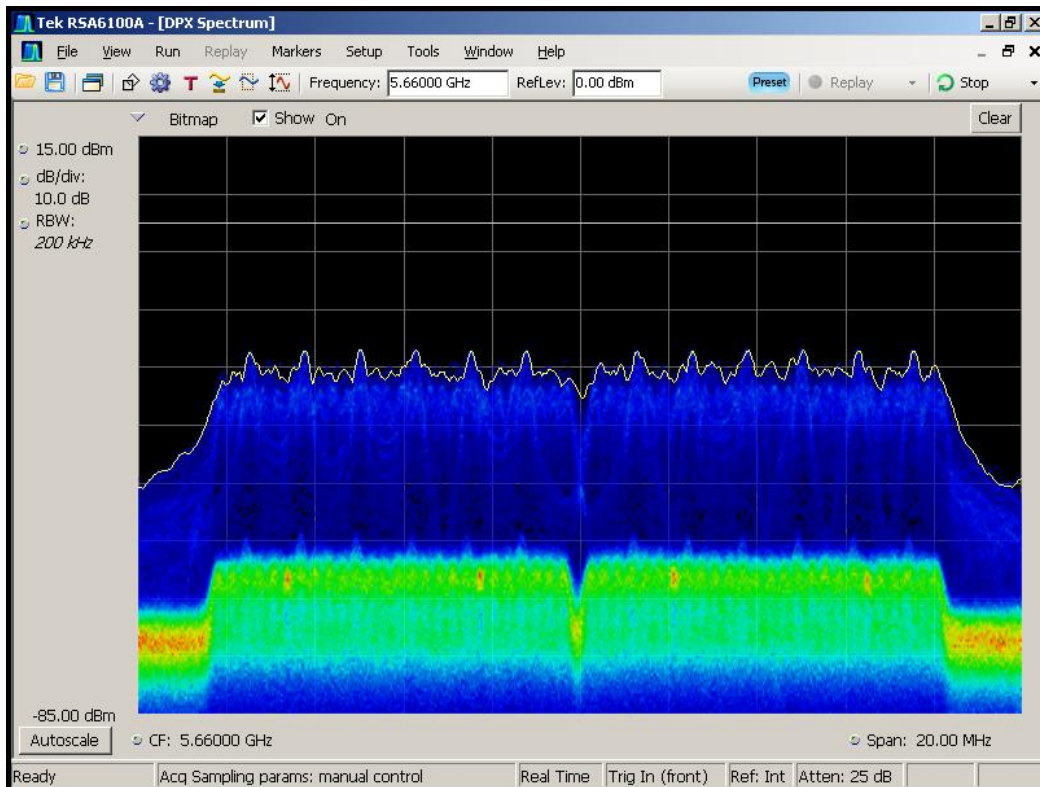 Tek RSA6100A - [DPX Spectrum]
File View Run Replay Markers Setup Tools Window Help
T Frequency: 5.66000 GHz RefLev: 0.00 dBm Preset Replay Stop
Bitmap Show On Clear
15.00 dBm
dB/div:
10.0 dB
RBW:
200 kHz
-85.00 dBm
Autoscale CF: 5.66000 GHz Span: 20.00 MHz
Ready Acq Sampling params: manual control Real Time Trig In (front) Ref: Int Atten: 25 dB